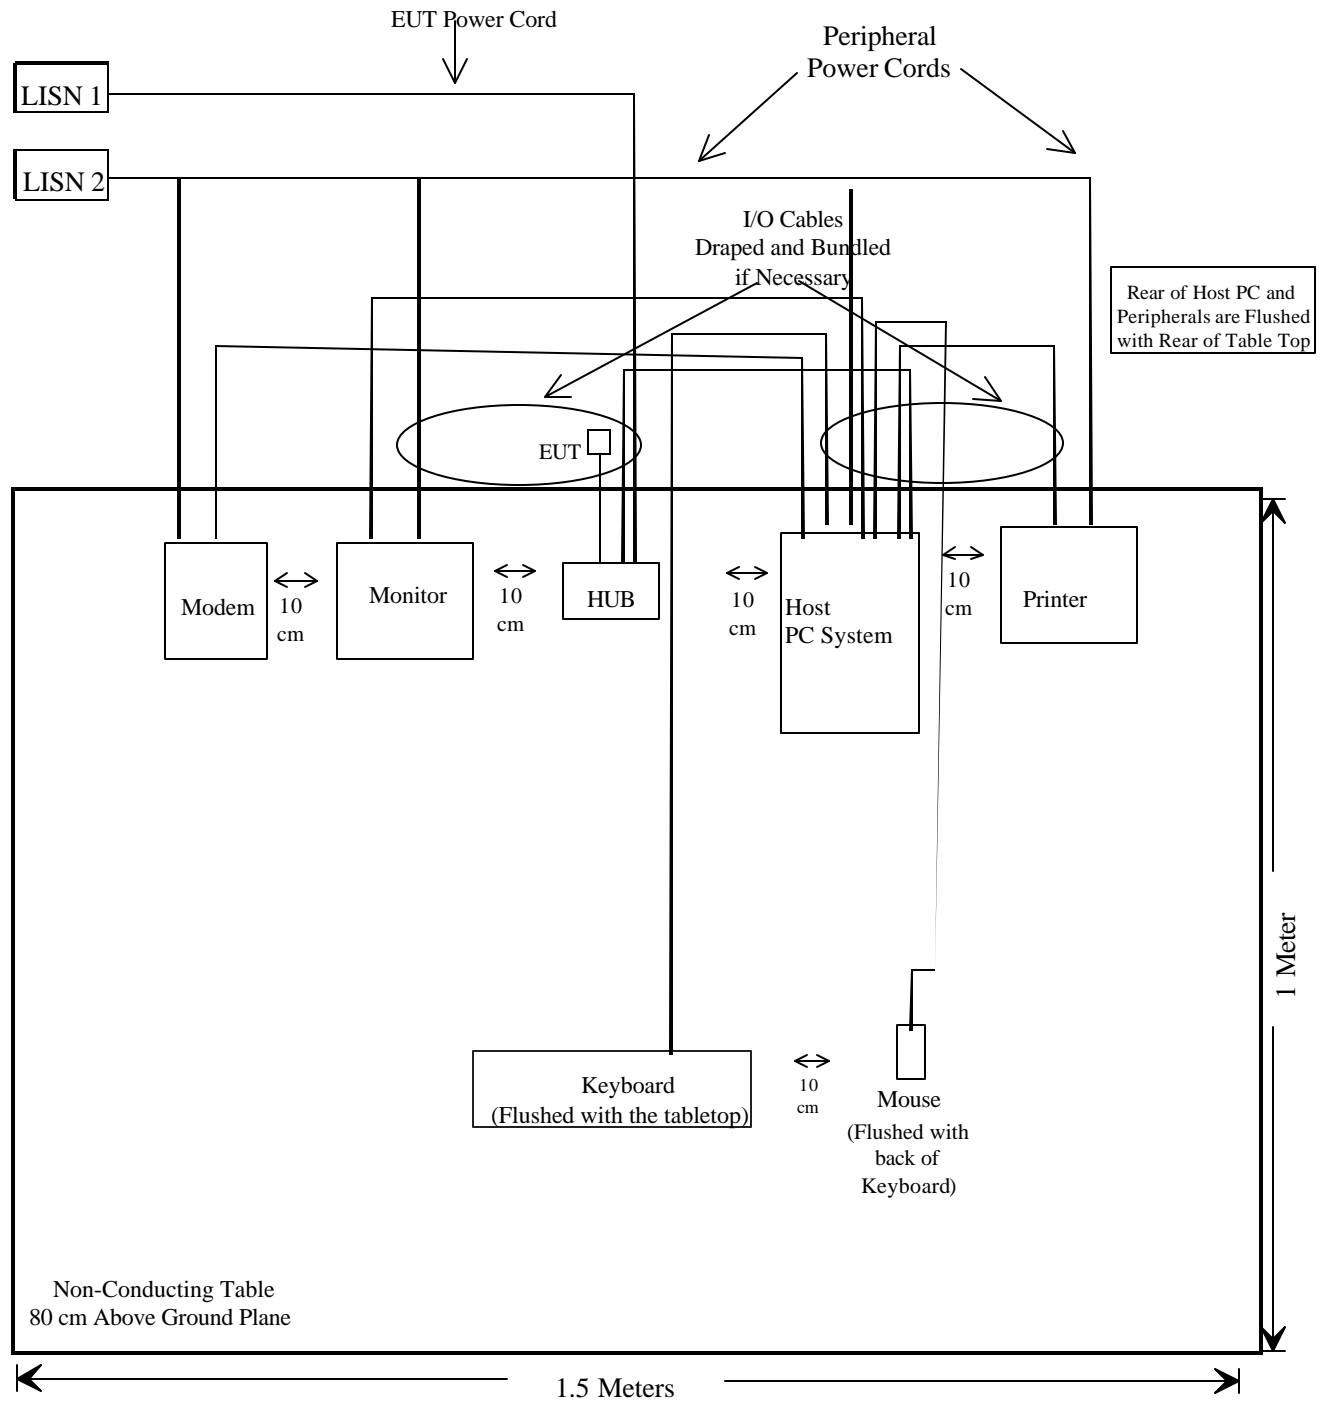 EUT Power Cord
Peripheral
Power Cords
LISN 1
LISN 2
I/O Cables
Draped and Bundled
if Necessary
Rear of Host PC and
Peripherals are Flushed
with Rear of Table Top
EUT
Modem
10
cm
Monitor
10
cm
HUB
10
cm
Host
PC System
10
cm
Printer
1 Meter
Keyboard
(Flushed with the tabletop)
10
cm
Mouse
(Flushed with
back of
Keyboard)
Non-Conducting Table
80 cm Above Ground Plane
1.5 Meters